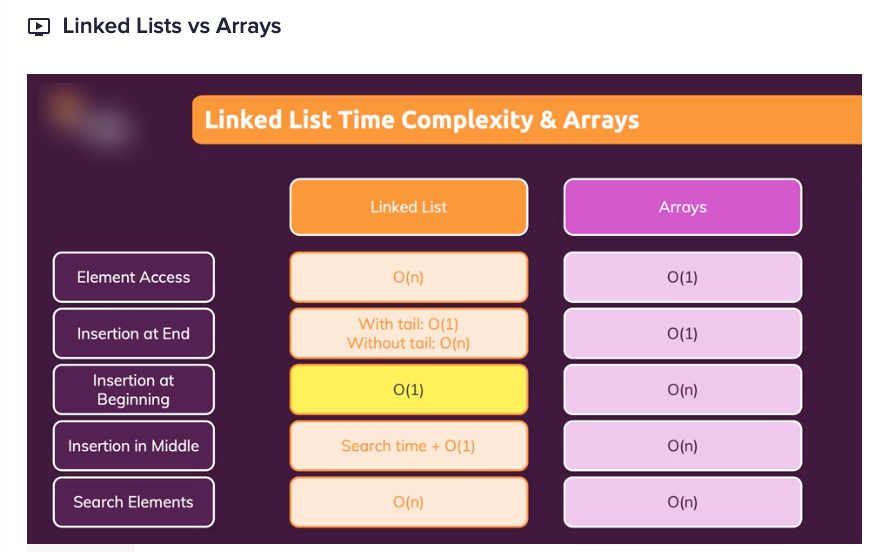 Linked Lists vs Arrays
Linked List Time Complexity & Arrays
Linked List
Arrays
Element Access
O(n)
O(1)
Insertion at End
With tail: O(1)
Without tail: O(n)
O(1)
Insertion at
Beginning
O(1)
O(n)
Insertion in Middle
Search time + O(1)
O(n)
Search Elements
O(n)
O(n)